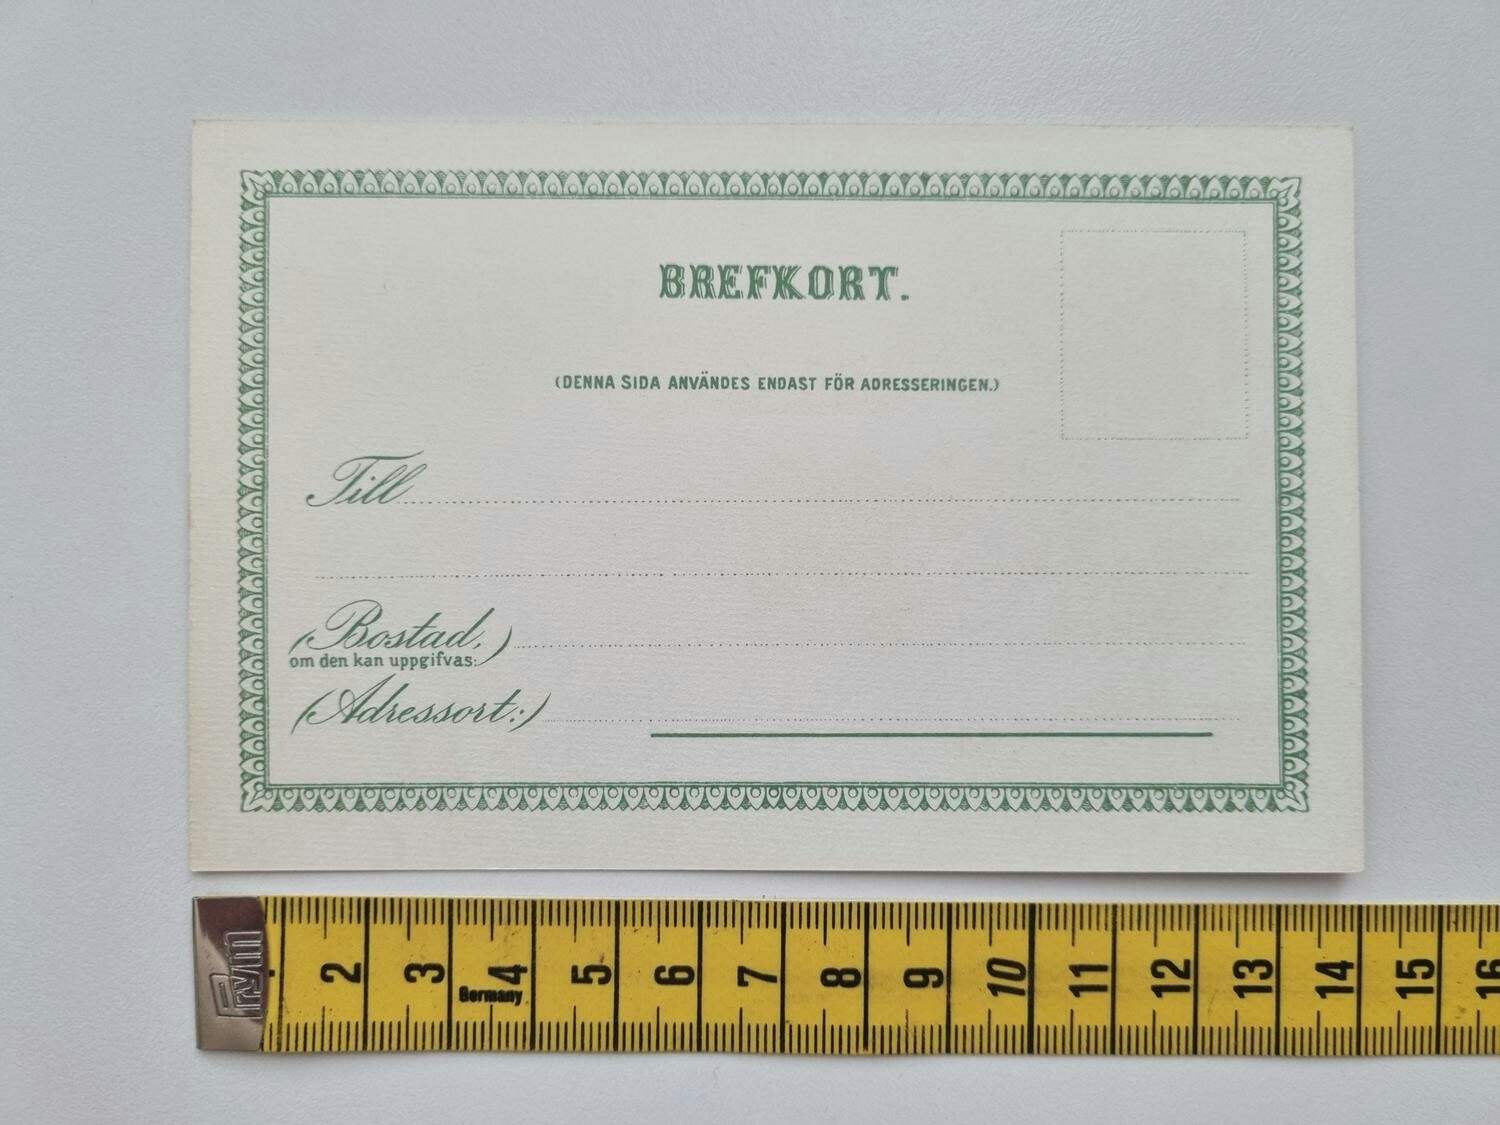 BREFKORT.
(DENNA SIDA ANVÄNDES ENDAST FÖR ADRESSERINGEN.)
Till
(Bostad,)
om den kan uppgifvas:
(Adressort:)
Prym
2 3 4 5 6 7 8 9 10 11 12 13 14 15 16
Germany